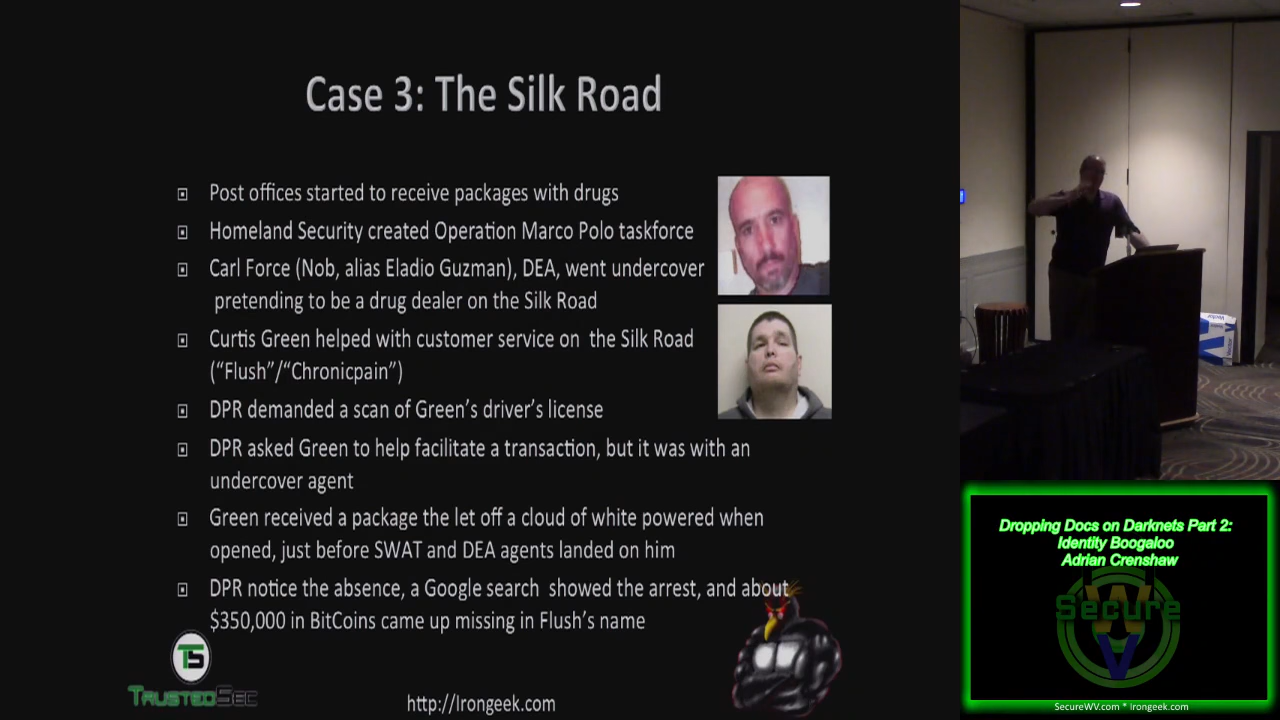 Case 3: The Silk Road
Post offices started to receive packages with drugs
Homeland Security created Operation Marco Polo taskforce
Carl Force (Nob, alias Eladio Guzman), DEA, went undercover
pretending to be a drug dealer on the Silk Road
Curtis Green helped with customer service on the Silk Road
("Flush"/"Chronicpain")
DPR demanded a scan of Green's driver's license
DPR asked Green to help facilitate a transaction, but it was with an
undercover agent
Green received a package the let off a cloud of white powered when
opened, just before SWAT and DEA agents landed on him
DPR notice the absence, a Google search showed the arrest, and about
$350,000 in BitCoins came up missing in Flush's name
TS
TRUSTEDSEC
http://Irongeek.com
Dropping Docs on Darknets Part 2:
Identity Boogaloo
Adrian Crenshaw
Secure
WV
SecureWV.com * Irongeek.com